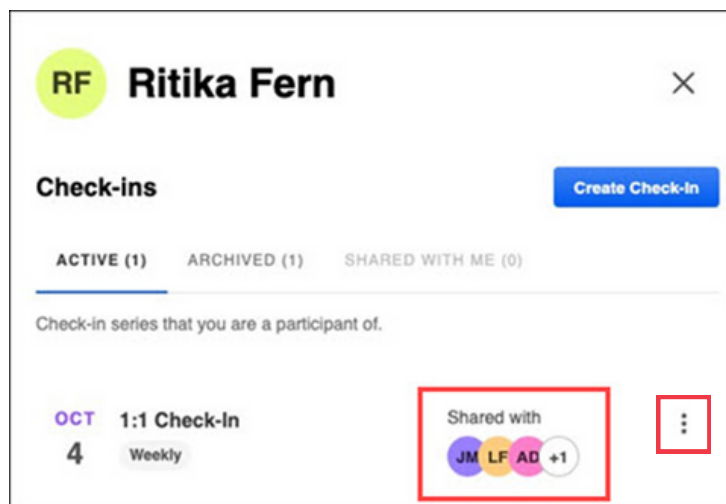 RF Ritika Fern
Check-ins
Create Check-In
ACTIVE (1) ARCHIVED (1) SHARED WITH ME (0)
Check-in series that you are a participant of.
OCT 1:1 Check-In Shared with
4 Weekly JM LF AD +1